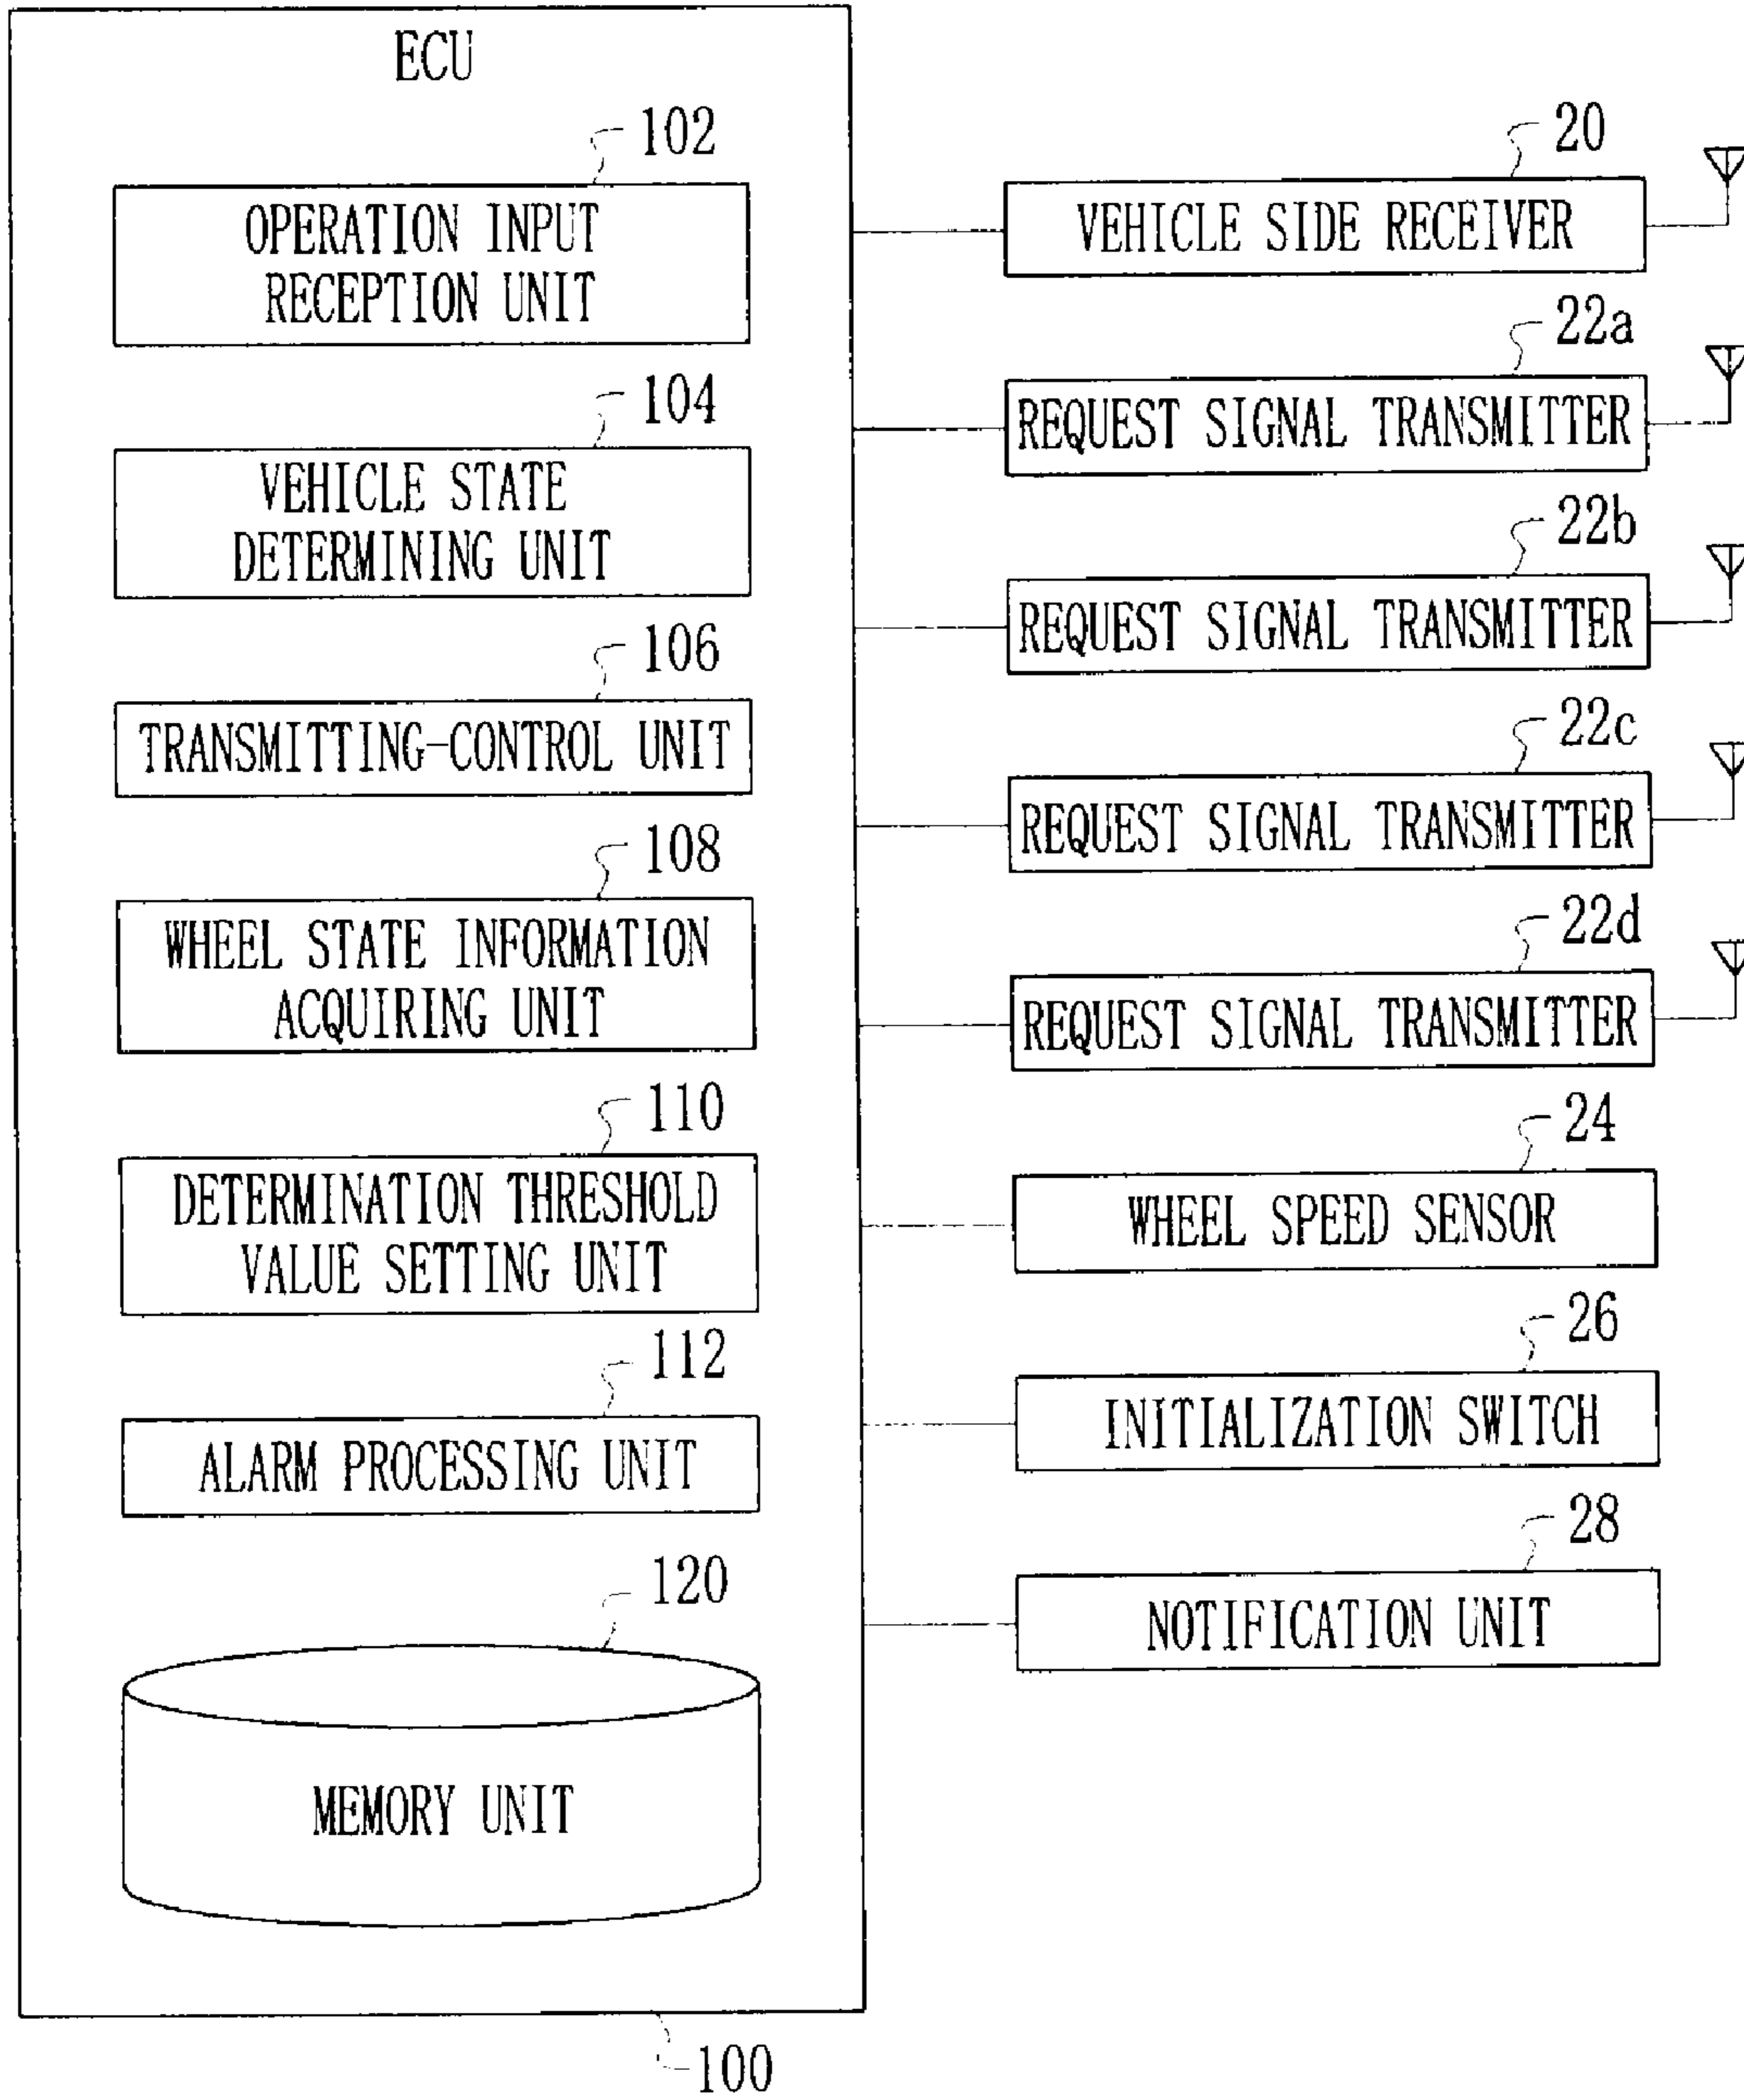 ECU
102
OPERATION INPUT
RECEPTION UNIT
104
VEHICLE STATE
DETERMINING UNIT
106
TRANSMITTING-CONTROL UNIT
108
WHEEL STATE INFORMATION
ACQUIRING UNIT
110
DETERMINATION THRESHOLD
VALUE SETTING UNIT
112
ALARM PROCESSING UNIT
120
MEMORY UNIT
100
20
VEHICLE SIDE RECEIVER
22a
REQUEST SIGNAL TRANSMITTER
22b
REQUEST SIGNAL TRANSMITTER
22c
REQUEST SIGNAL TRANSMITTER
22d
REQUEST SIGNAL TRANSMITTER
24
WHEEL SPEED SENSOR
26
INITIALIZATION SWITCH
28
NOTIFICATION UNIT